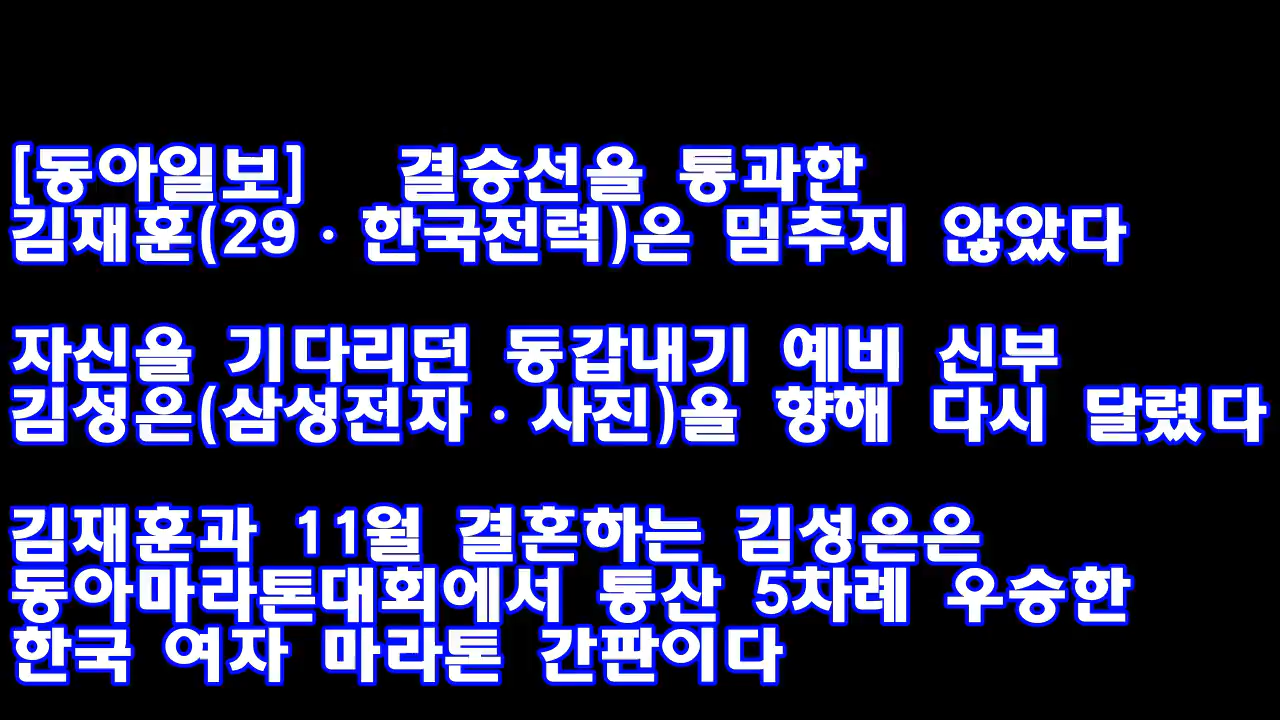 [동아일보] 결승선을 통과한
김재훈(29·한국전력)은 멈추지 않았다
자신을 기다리던 동갑내기 예비 신부
김성은(삼성전자·사진)을 향해 다시 달렸다
김재훈과 11월 결혼하는 김성은은
동아마라톤대회에서 통산 5차례 우승한
한국 여자 마라톤 간판이다